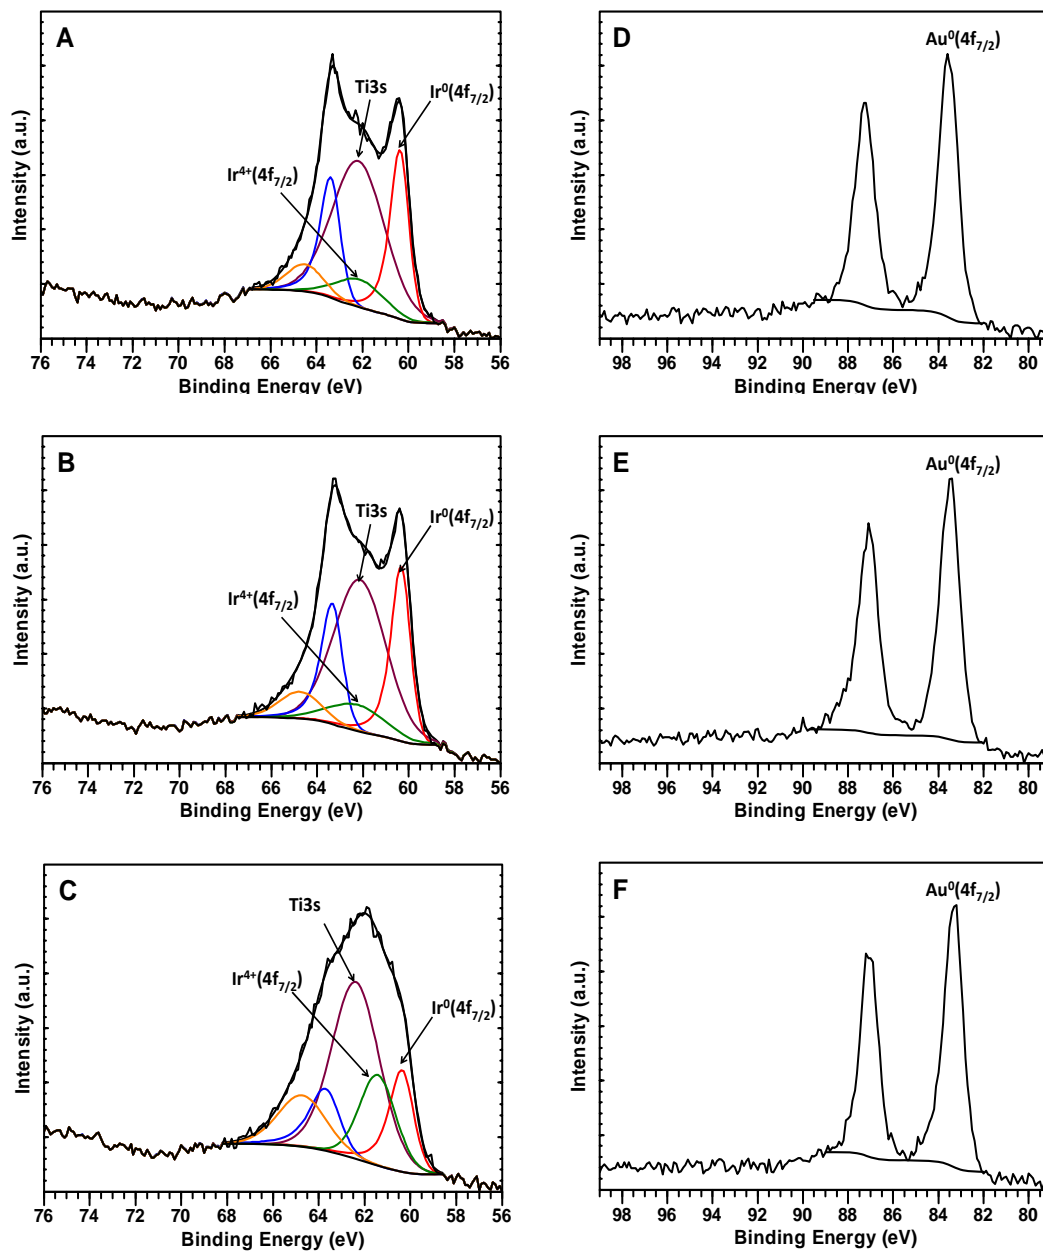 A
Ti3s
Ir⁰(4f₇/₂)
Ir⁴⁺(4f₇/₂)
Intensity (a.u.)
76 74 72 70 68 66 64 62 60 58 56
Binding Energy (eV)
D
Au⁰(4f₇/₂)
Intensity (a.u.)
98 96 94 92 90 88 86 84 82 80
Binding Energy (eV)
B
Ti3s
Ir⁰(4f₇/₂)
Ir⁴⁺(4f₇/₂)
Intensity (a.u.)
76 74 72 70 68 66 64 62 60 58 56
Binding Energy (eV)
E
Au⁰(4f₇/₂)
Intensity (a.u.)
98 96 94 92 90 88 86 84 82 80
Binding Energy (eV)
C
Ti3s
Ir⁴⁺(4f₇/₂)
Ir⁰(4f₇/₂)
Intensity (a.u.)
76 74 72 70 68 66 64 62 60 58 56
Binding Energy (eV)
F
Au⁰(4f₇/₂)
Intensity (a.u.)
98 96 94 92 90 88 86 84 82 80
Binding Energy (eV)